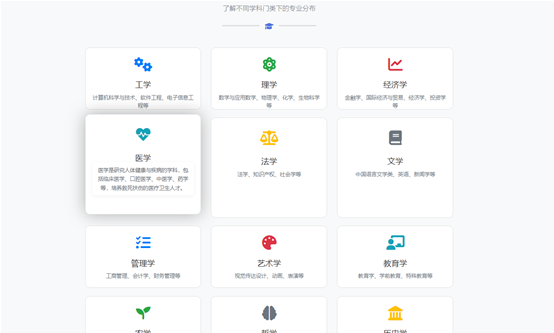 了解不同学科门类下的专业分布
工学
计算机科学与技术、软件工程、电子信息工
程等
理学
数学与应用数学、物理学、化学、生物科学
等
经济学
金融学、国际经济与贸易、经济学、投资学
等
医学
医学是研究人体健康与疾病的学科。包
括临床医学、口腔医学、中医学、药学
等。培养救死扶伤的医疗卫生人才。
法学
法学、知识产权、社会学等
文学
中国语言文学类、英语、新闻学等
管理学
工商管理、会计学、财务管理等
艺术学
视觉传达设计、动画、表演等
教育学
教育学、学前教育、特殊教育等
农学
哲学
历史学